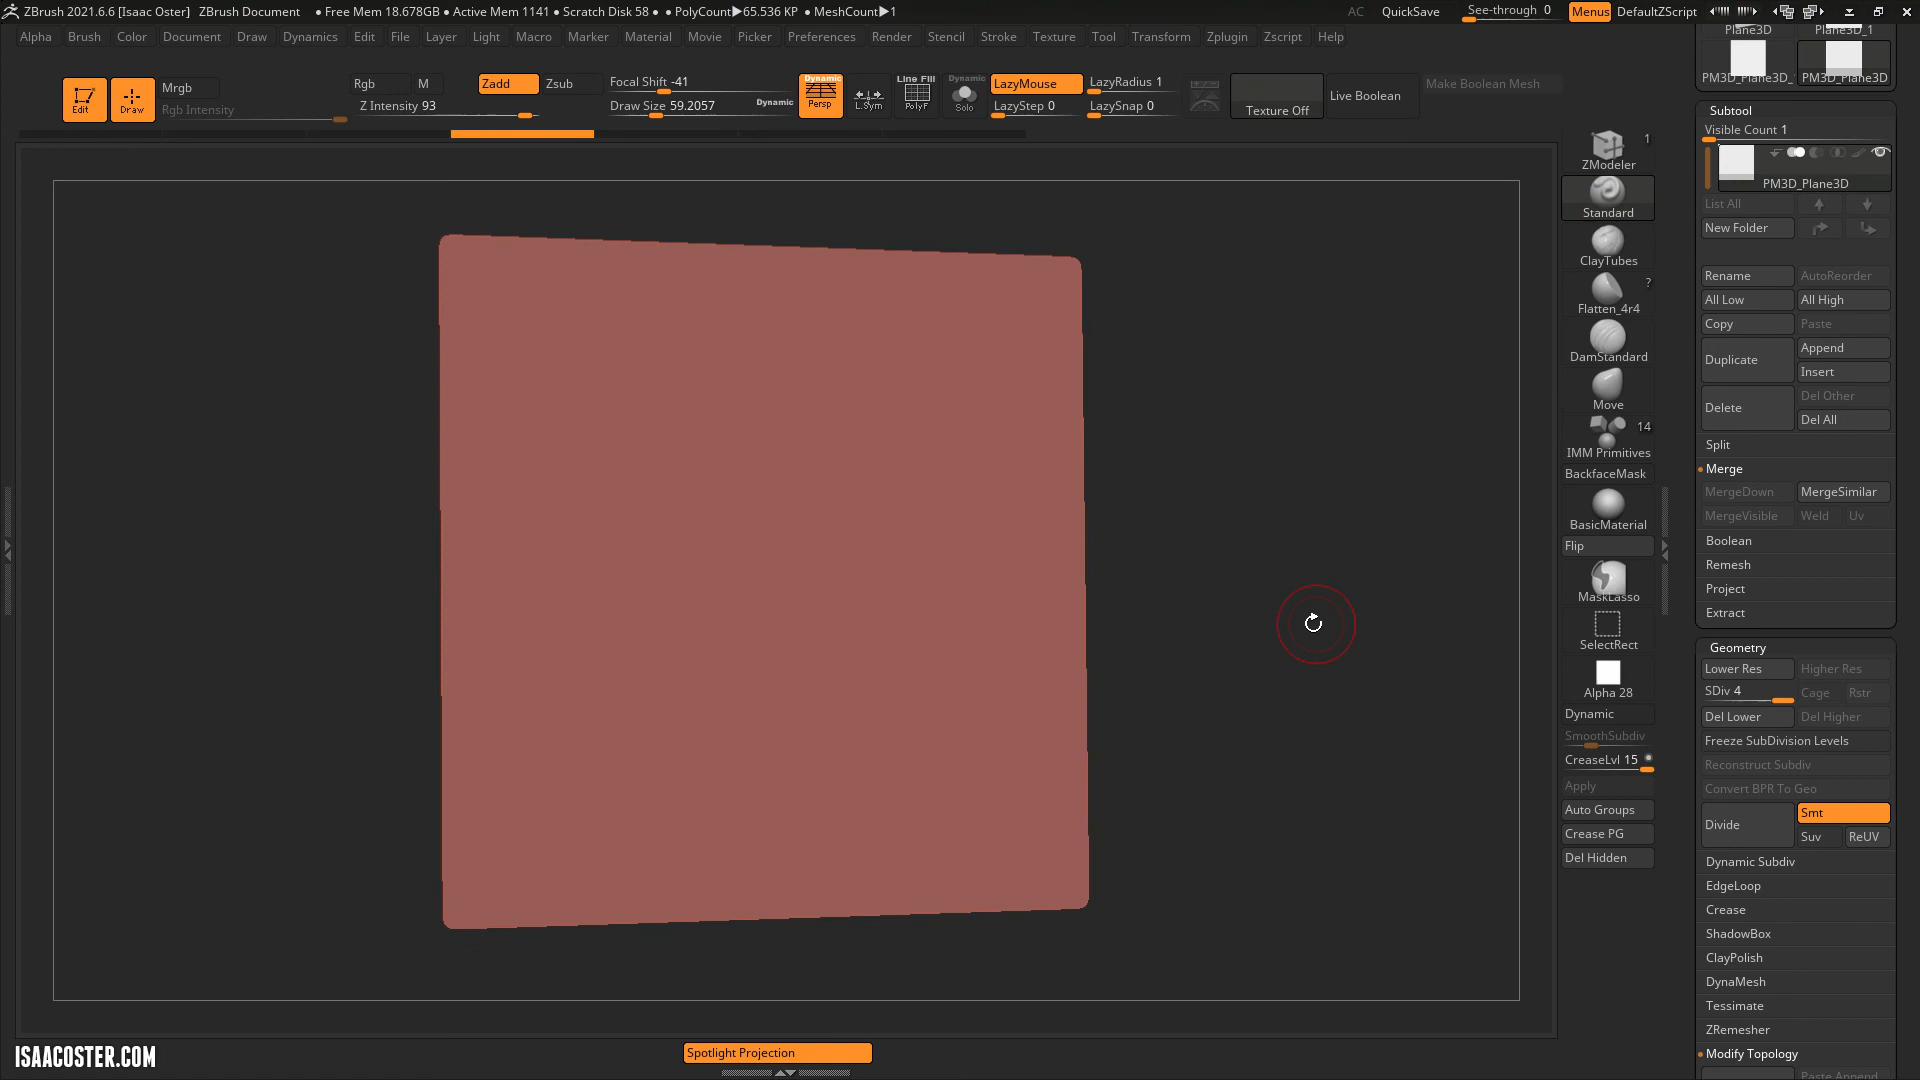 ZBrush 2021.6.6 [Isaac Oster] ZBrush Document • Free Mem 18.678GB • Active Mem 1141 • Scratch Disk 58 • • PolyCount▶65.536 KP • MeshCount▶1 AC QuickSave See-through 0 Menus DefaultZScript
Alpha Brush Color Document Draw Dynamics Edit File Layer Light Macro Marker Material Movie Picker Preferences Render Stencil Stroke Texture Tool Transform Zplugin Zscript Help
Edit
Draw
Mrgb
Rgb Intensity
Rgb M
Z Intensity 93
Zadd Zsub
Focal Shift -41
Draw Size 59.2057 Dynamic
Dynamic
Persp
L.Sym
Line Fill
PolyF
Dynamic
Solo
LazyMouse
LazyStep 0
LazyRadius 1
LazySnap 0
Texture Off
Live Boolean
Make Boolean Mesh
1
ZModeler
Standard
ClayTubes
?
Flatten_4r4
DamStandard
Move
14
IMM Primitives
BackfaceMask
BasicMaterial
Flip
MaskLasso
SelectRect
Alpha 28
Dynamic
SmoothSubdiv
CreaseLvl 15
Apply
Auto Groups
Crease PG
Del Hidden
Plane3D Plane3D_1
PM3D_Plane3D_ PM3D_Plane3D
Subtool
Visible Count 1
PM3D_Plane3D
List All
New Folder
Rename AutoReorder
All Low All High
Copy Paste
Duplicate Append
Insert
Delete Del Other
Del All
Split
Merge
MergeDown MergeSimilar
MergeVisible Weld Uv
Boolean
Remesh
Project
Extract
Geometry
Lower Res Higher Res
SDiv 4 Cage Rstr
Del Lower Del Higher
Freeze SubDivision Levels
Reconstruct Subdiv
Convert BPR To Geo
Divide Smt
Suv ReUV
Dynamic Subdiv
EdgeLoop
Crease
ShadowBox
ClayPolish
DynaMesh
Tessimate
ZRemesher
Modify Topology
Paste Append
Spotlight Projection
ISAACOSTER.COM